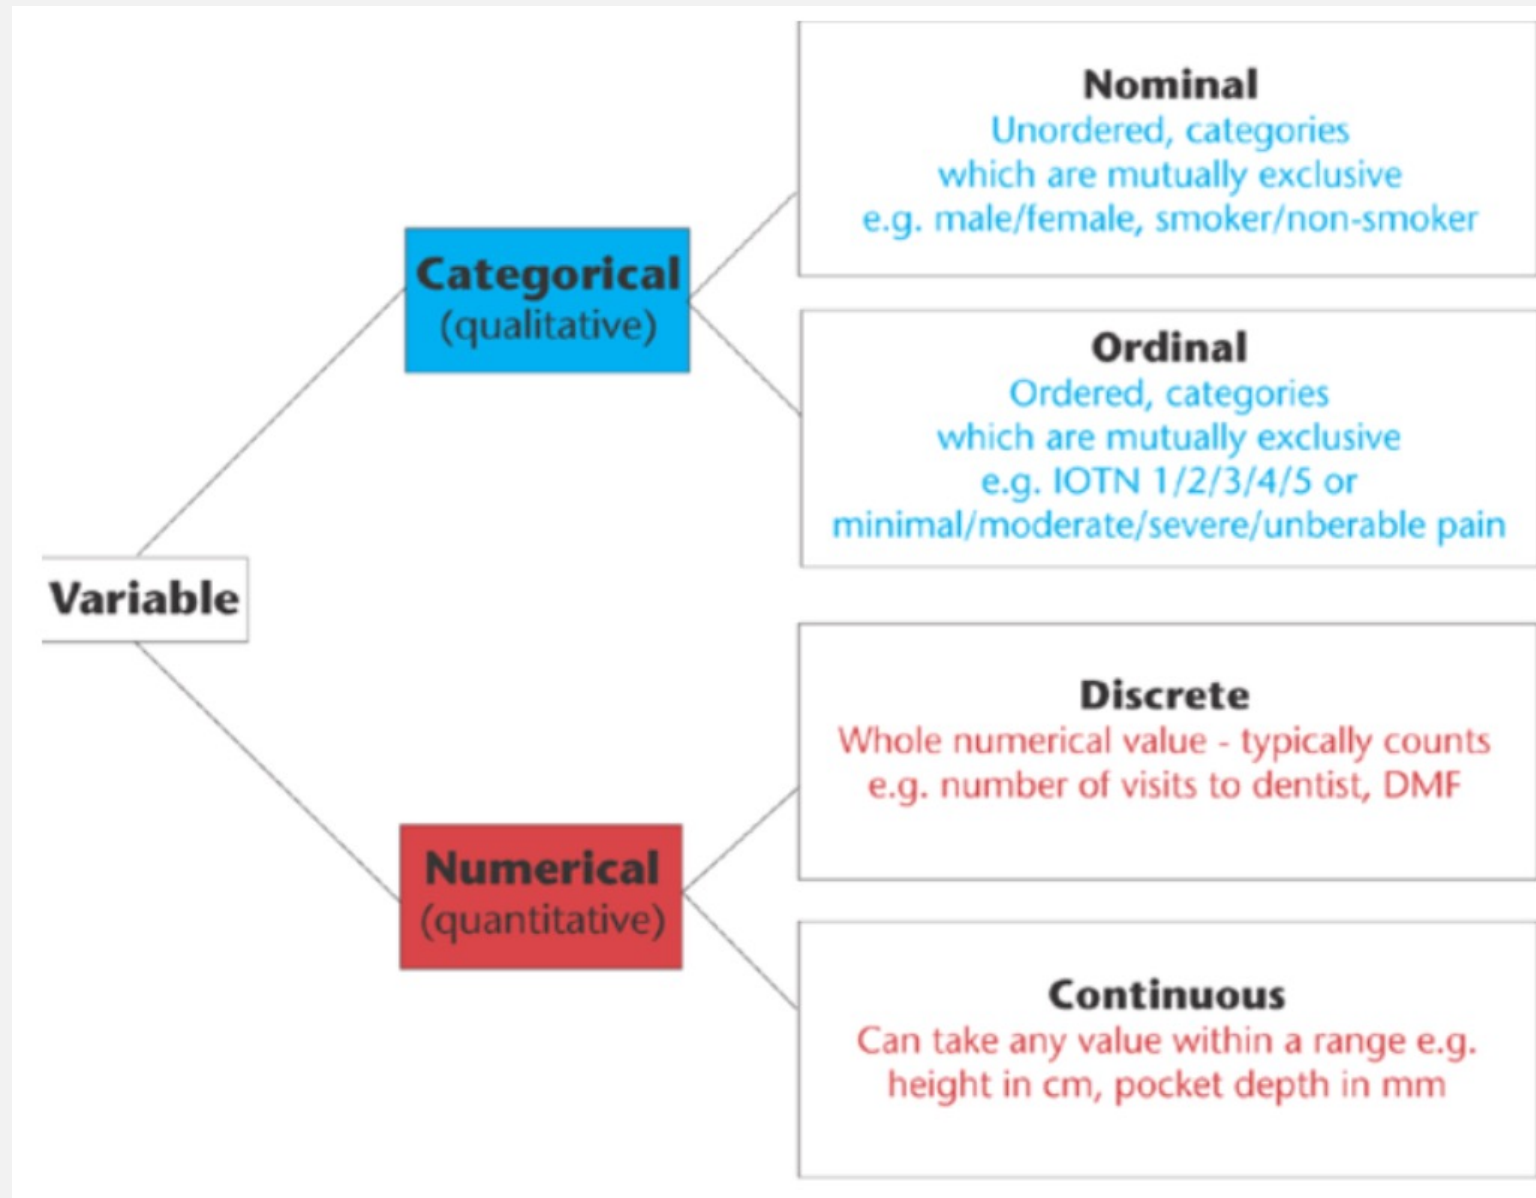 Variable
Categorical
(qualitative)
Nominal
Unordered, categories
which are mutually exclusive
e.g. male/female, smoker/non-smoker
Ordinal
Ordered, categories
which are mutually exclusive
e.g. IOTN 1/2/3/4/5 or
minimal/moderate/severe/unberable pain
Numerical
(quantitative)
Discrete
Whole numerical value - typically counts
e.g. number of visits to dentist, DMF
Continuous
Can take any value within a range e.g.
height in cm, pocket depth in mm